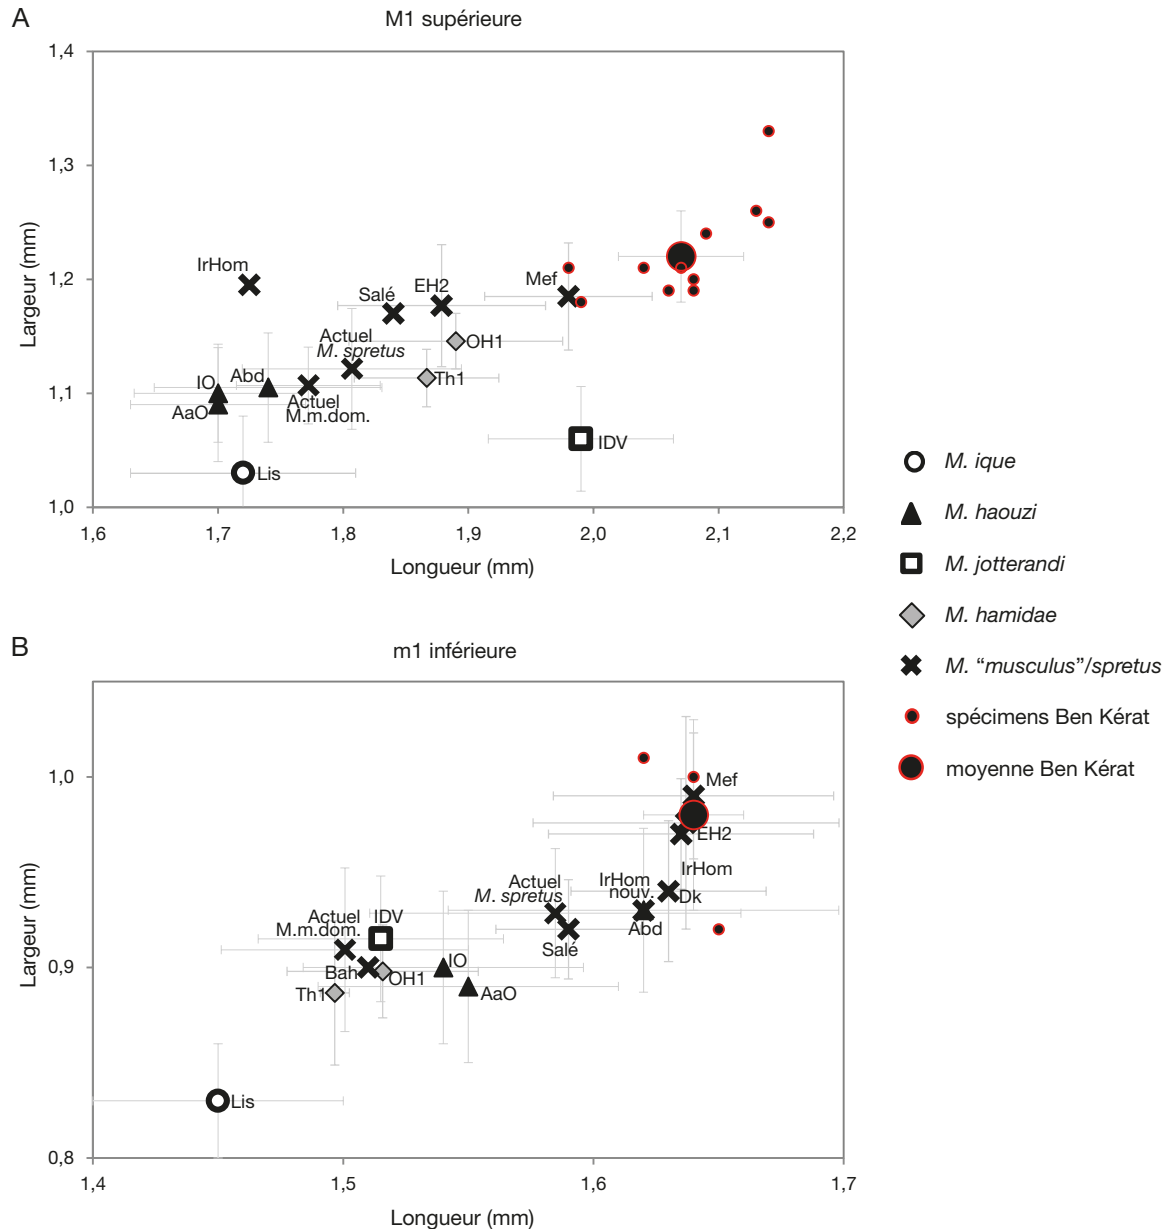 A
M1 supérieure
Largeur (mm)
1,4
1,3
1,2
1,1
1,0
IrHom
Salé
EH2
Mef
Actuel
M. spretus
OH1
IO
Abd
Th1
AaO
Actuel
M.m.dom.
IDV
Lis
1,6
1,7
1,8
1,9
2,0
2,1
2,2
Longueur (mm)
M. ique
M. haouzi
M. jotterandi
M. hamidae
M. “musculus”/spretus
spécimens Ben Kérat
moyenne Ben Kérat
B
m1 inférieure
Largeur (mm)
1,0
0,9
0,8
Mef
EH2
IrHom
Actuel
M. spretus
IrHom
nouv.
Dk
Actuel
M.m.dom.
IDV
Abd
Salé
IO
Bah
OH1
Th1
AaO
Lis
1,4
1,5
1,6
1,7
Longueur (mm)